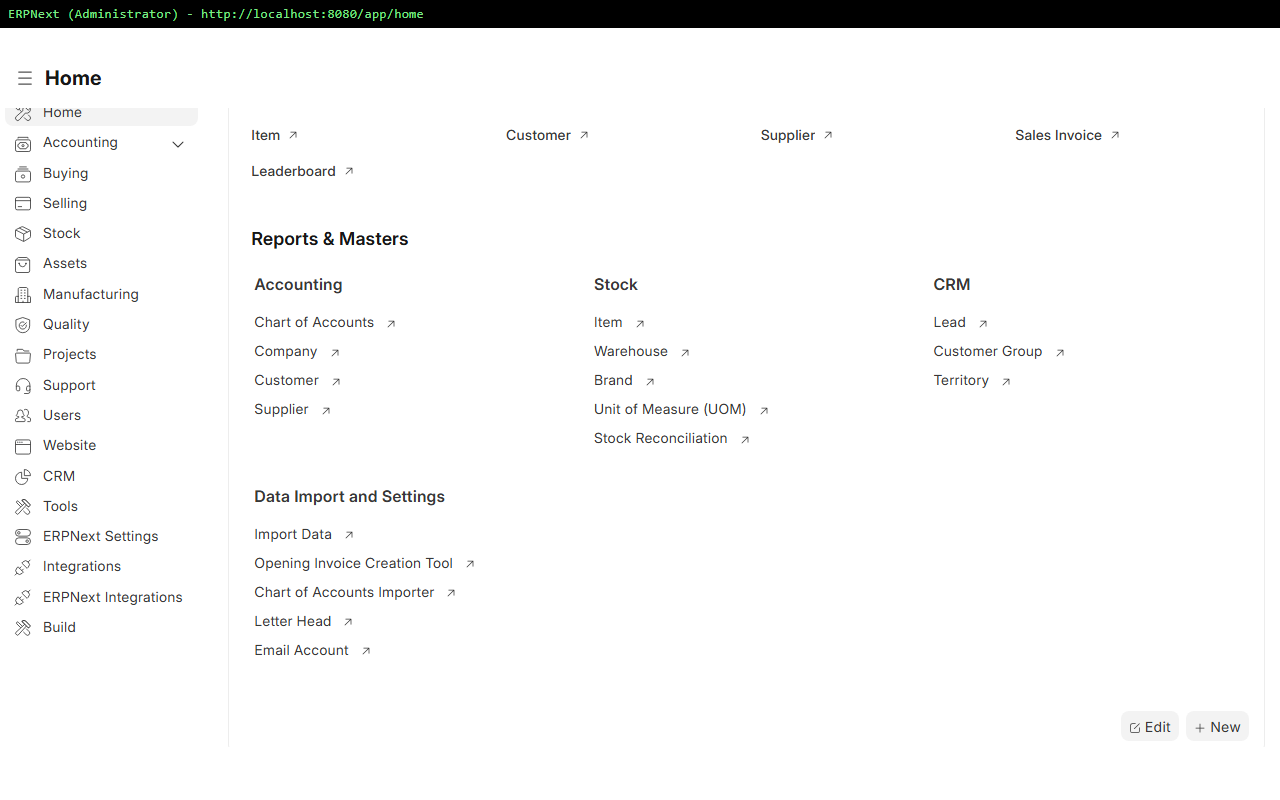 ERPNext (Administrator) - http://localhost:8080/app/home
Home
Home
Accounting
Buying
Selling
Stock
Assets
Manufacturing
Quality
Projects
Support
Users
Website
CRM
Tools
ERPNext Settings
Integrations
ERPNext Integrations
Build
Item
Customer
Supplier
Sales Invoice
Leaderboard
Reports & Masters
Accounting
Chart of Accounts
Company
Customer
Supplier
Stock
Item
Warehouse
Brand
Unit of Measure (UOM)
Stock Reconciliation
CRM
Lead
Customer Group
Territory
Data Import and Settings
Import Data
Opening Invoice Creation Tool
Chart of Accounts Importer
Letter Head
Email Account
Edit
New